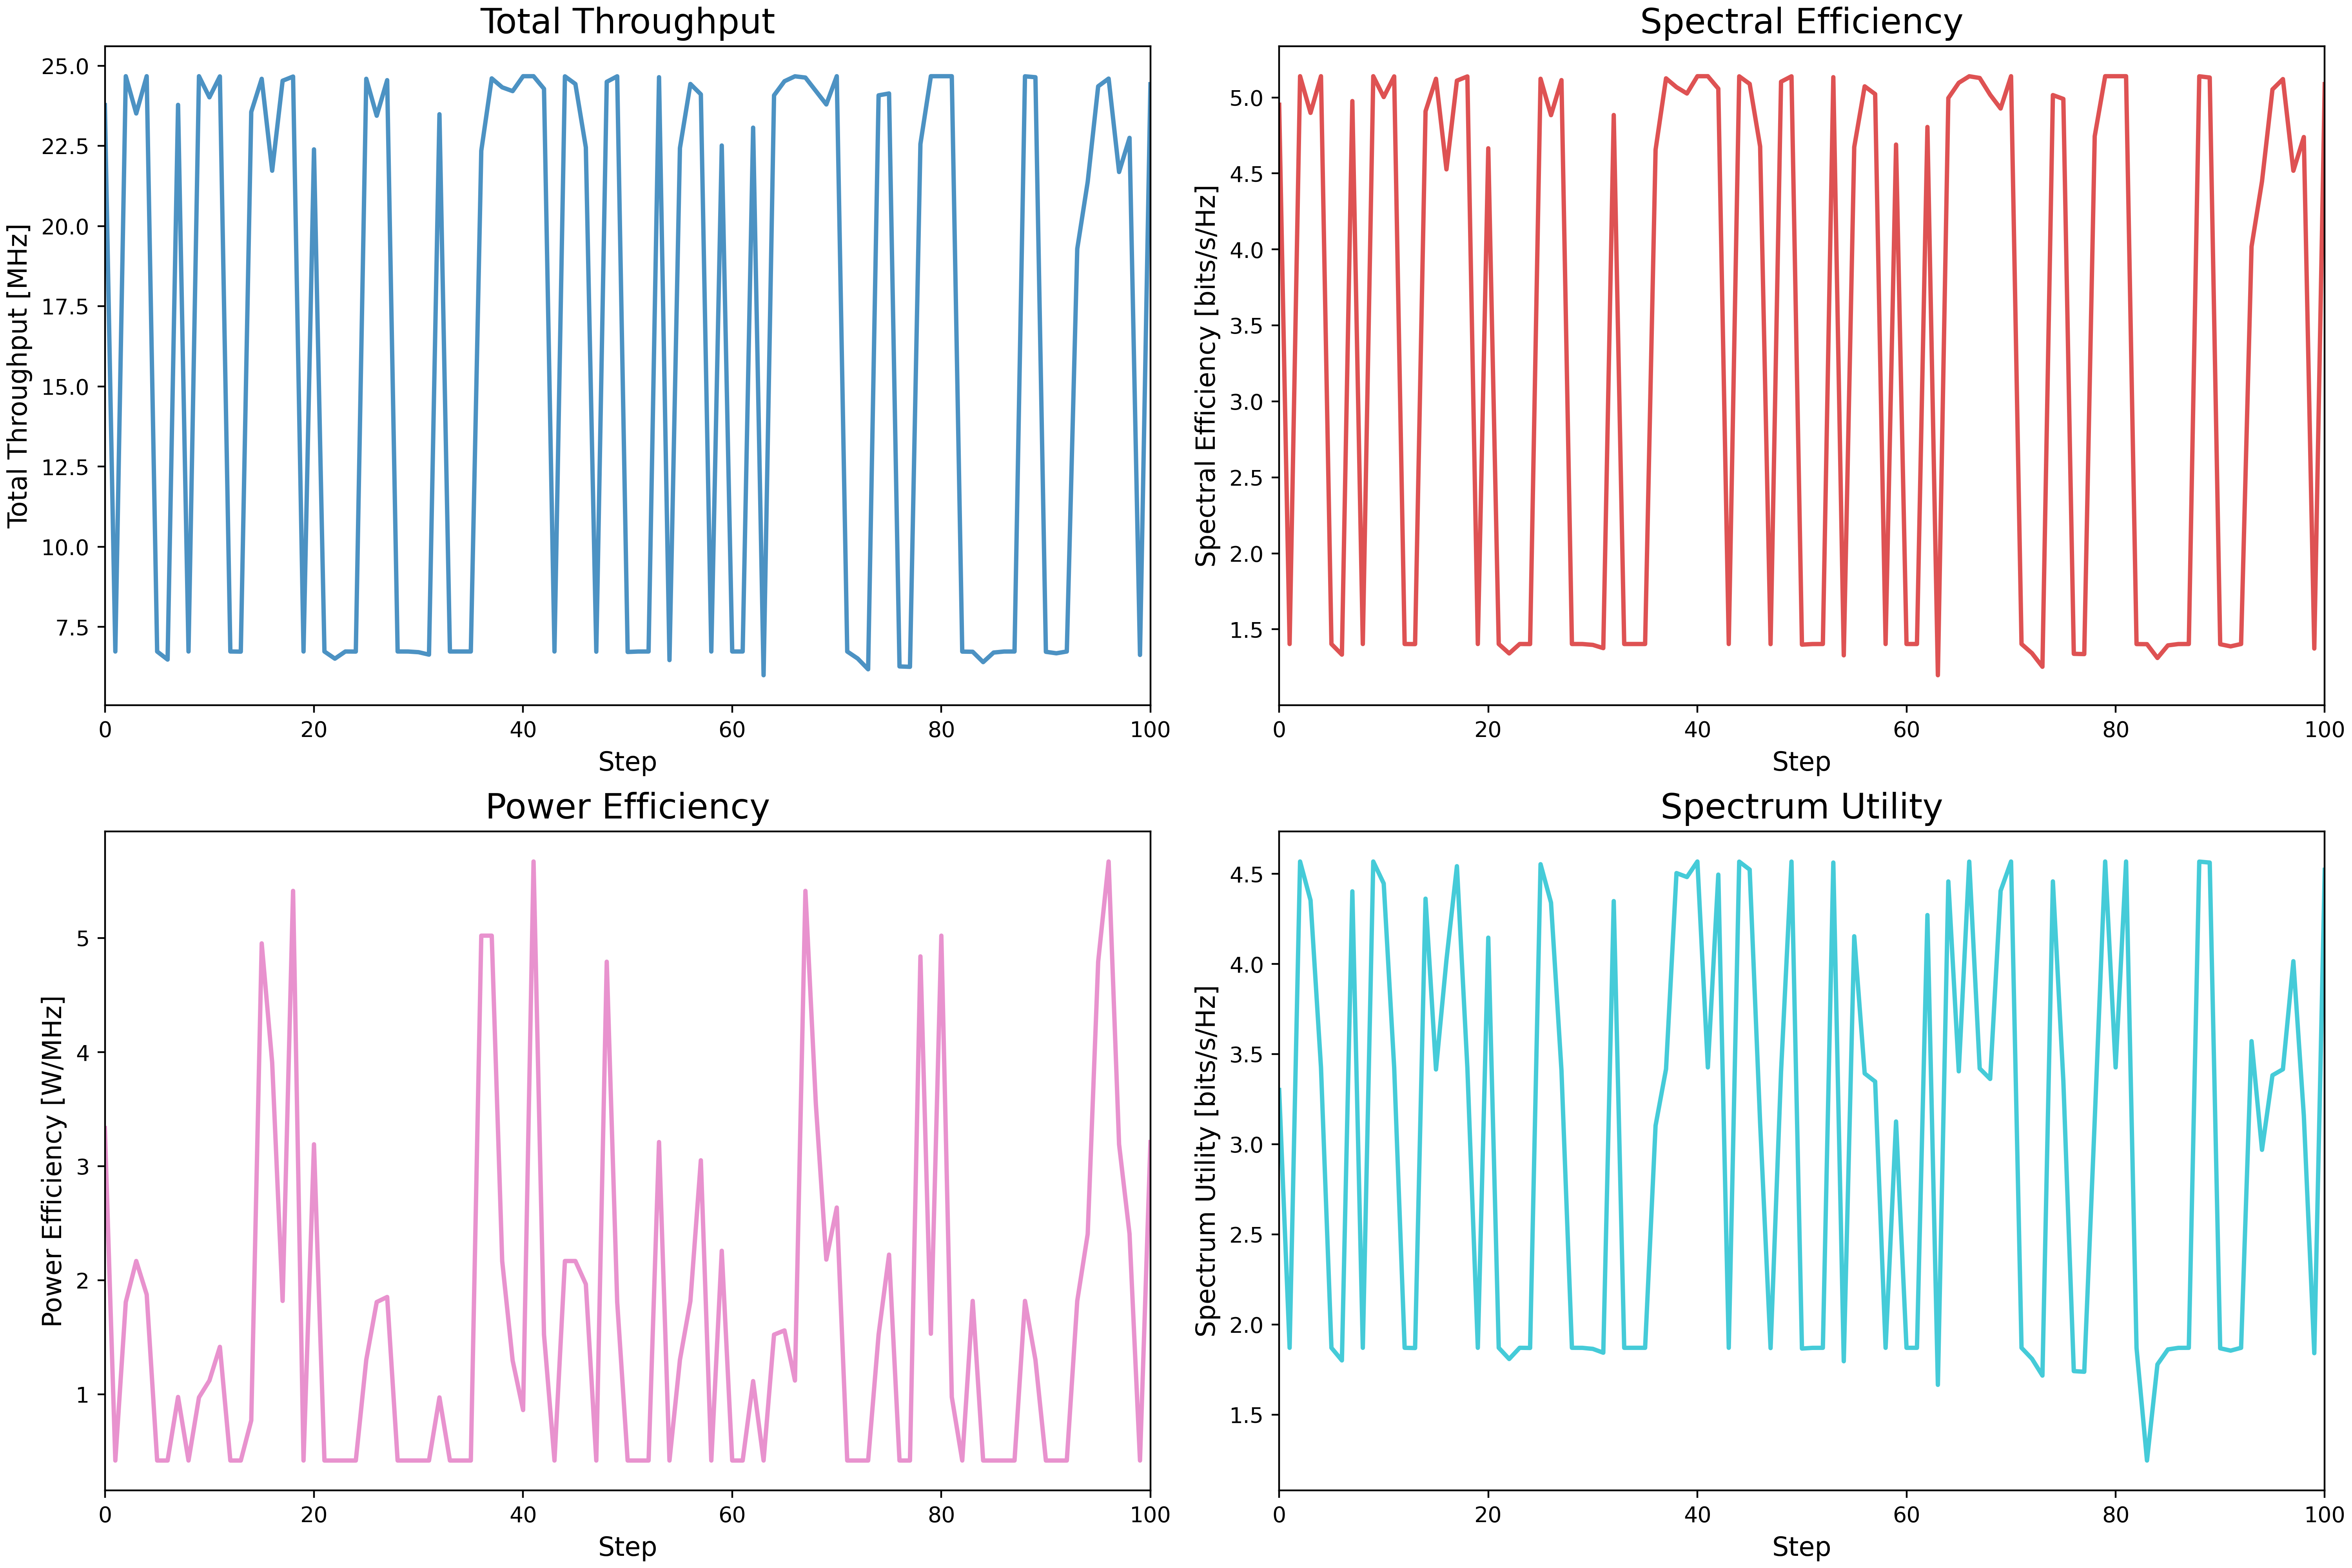 Total Throughput
Total Throughput [MHz]
25.0
22.5
20.0
17.5
15.0
12.5
10.0
7.5
0 20 40 60 80 100
Step
Spectral Efficiency
Spectral Efficiency [bits/s/Hz]
5.0
4.5
4.0
3.5
3.0
2.5
2.0
1.5
0 20 40 60 80 100
Step
Power Efficiency
Power Efficiency [W/MHz]
5
4
3
2
1
0 20 40 60 80 100
Step
Spectrum Utility
Spectrum Utility [bits/s/Hz]
4.5
4.0
3.5
3.0
2.5
2.0
1.5
0 20 40 60 80 100
Step